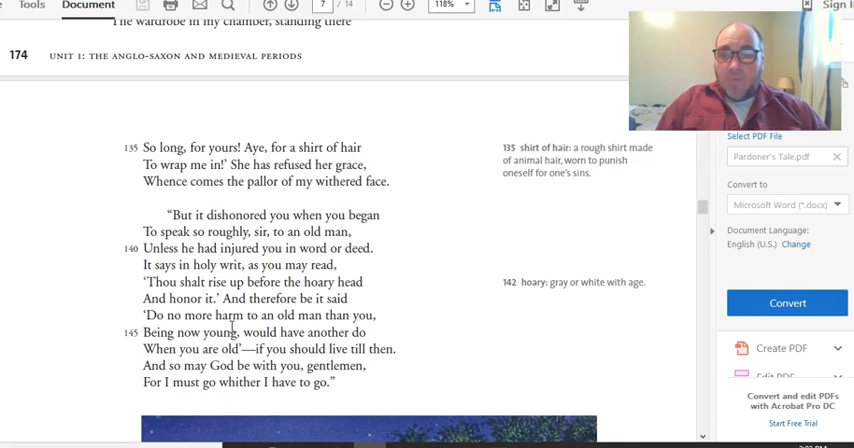 Tools
Document
7 / 14
118%
Sign In
The wardrobe in my chamber, standing there
174 UNIT 1: THE ANGLO-SAXON AND MEDIEVAL PERIODS
135 So long, for yours! Aye, for a shirt of hair
To wrap me in!' She has refused her grace,
Whence comes the pallor of my withered face.
“But it dishonored you when you began
To speak so roughly, sir, to an old man,
140 Unless he had injured you in word or deed.
It says in holy writ, as you may read,
‘Thou shalt rise up before the hoary head
And honor it.’ And therefore be it said
‘Do no more harm to an old man than you,
145 Being now young, would have another do
When you are old’—if you should live till then.
And so may God be with you, gentlemen,
For I must go whither I have to go.”
135 shirt of hair: a rough shirt made
of animal hair, worn to punish
oneself for one's sins.
142 hoary: gray or white with age.
Select PDF File
Pardoner's Tale.pdf
Convert to
Microsoft Word (*.docx)
Document Language:
English (U.S.) Change
Convert
Create PDF
Edit PDF
Convert and edit PDFs
with Acrobat Pro DC
Start Free Trial